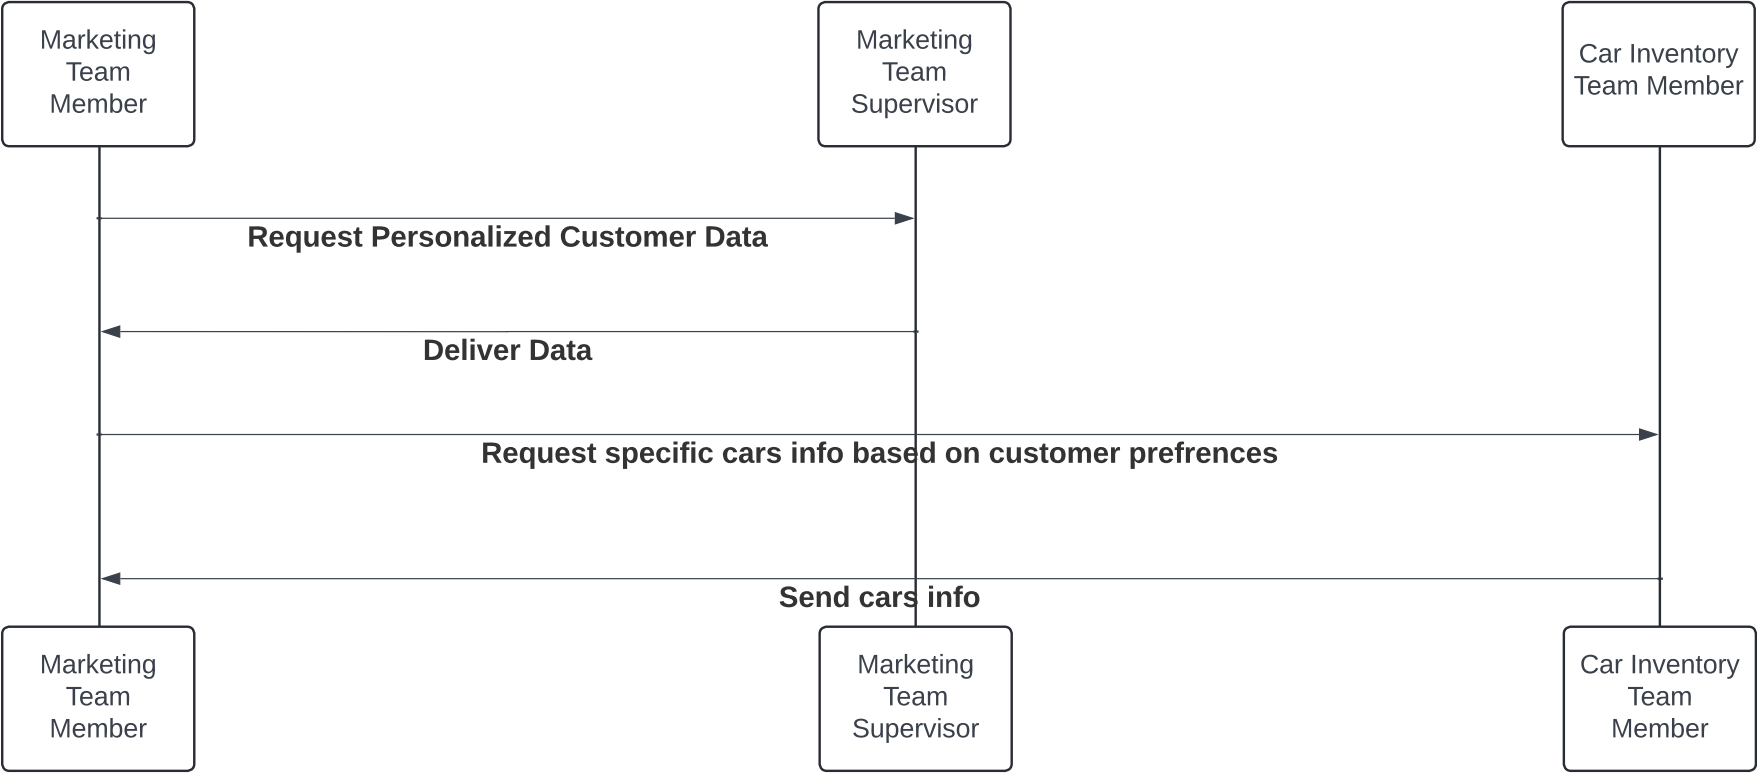 Marketing
Team
Member
Marketing
Team
Supervisor
Car Inventory
Team Member
Request Personalized Customer Data
Deliver Data
Request specific cars info based on customer prefrences
Send cars info
Marketing
Team
Member
Marketing
Team
Supervisor
Car Inventory
Team
Member